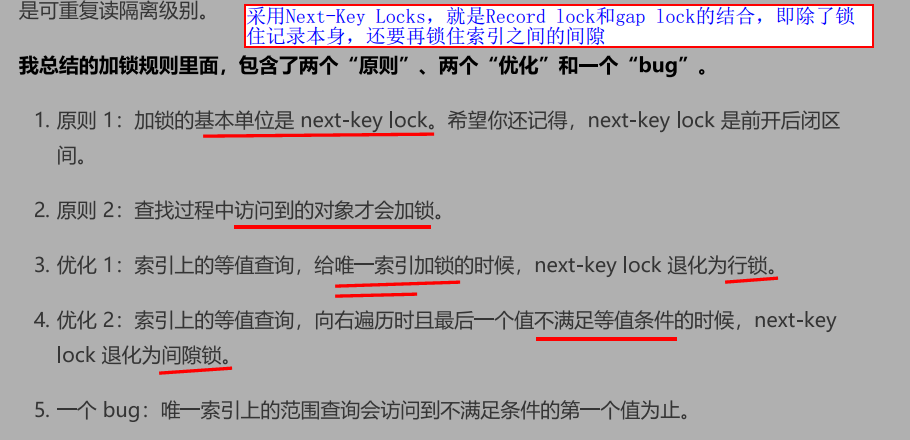 是可重复读隔离级别。
采用Next-Key Locks，就是Record lock和gap lock的结合，即除了锁
住记录本身，还要再锁住索引之间的间隙
我总结的加锁规则里面，包含了两个“原则”、两个“优化”和一个“bug”。
1. 原则 1：加锁的基本单位是 next-key lock。希望你还记得，next-key lock 是前开后闭区
间。
2. 原则 2：查找过程中访问到的对象才会加锁。
3. 优化 1：索引上的等值查询，给唯一索引加锁的时候，next-key lock 退化为行锁。
4. 优化 2：索引上的等值查询，向右遍历时且最后一个值不满足等值条件的时候，next-key
lock 退化为间隙锁。
5. 一个 bug：唯一索引上的范围查询会访问到不满足条件的第一个值为止。